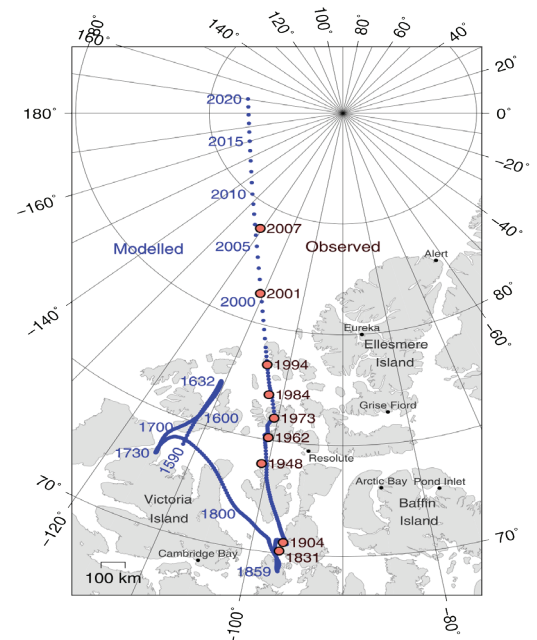 180°
160°
140°
120°
100°
80°
60°
40°
20°
180°
0°
2020
2015
−20°
−160°
2010
2007
−40°
Modelled
2005
Observed
Alert
2001
2000
80°
−140°
Eureka
−60°
Ellesmere
Island
1994
1632
1984
Grise Fiord
1600
1973
1700
1962
1730
1590
1948
Resolute
70°
Arctic Bay
Pond Inlet
Victoria
Island
Baffin
Island
1800
−120°
1904
70°
Cambridge Bay
1831
1859
100 km
−100°
−80°